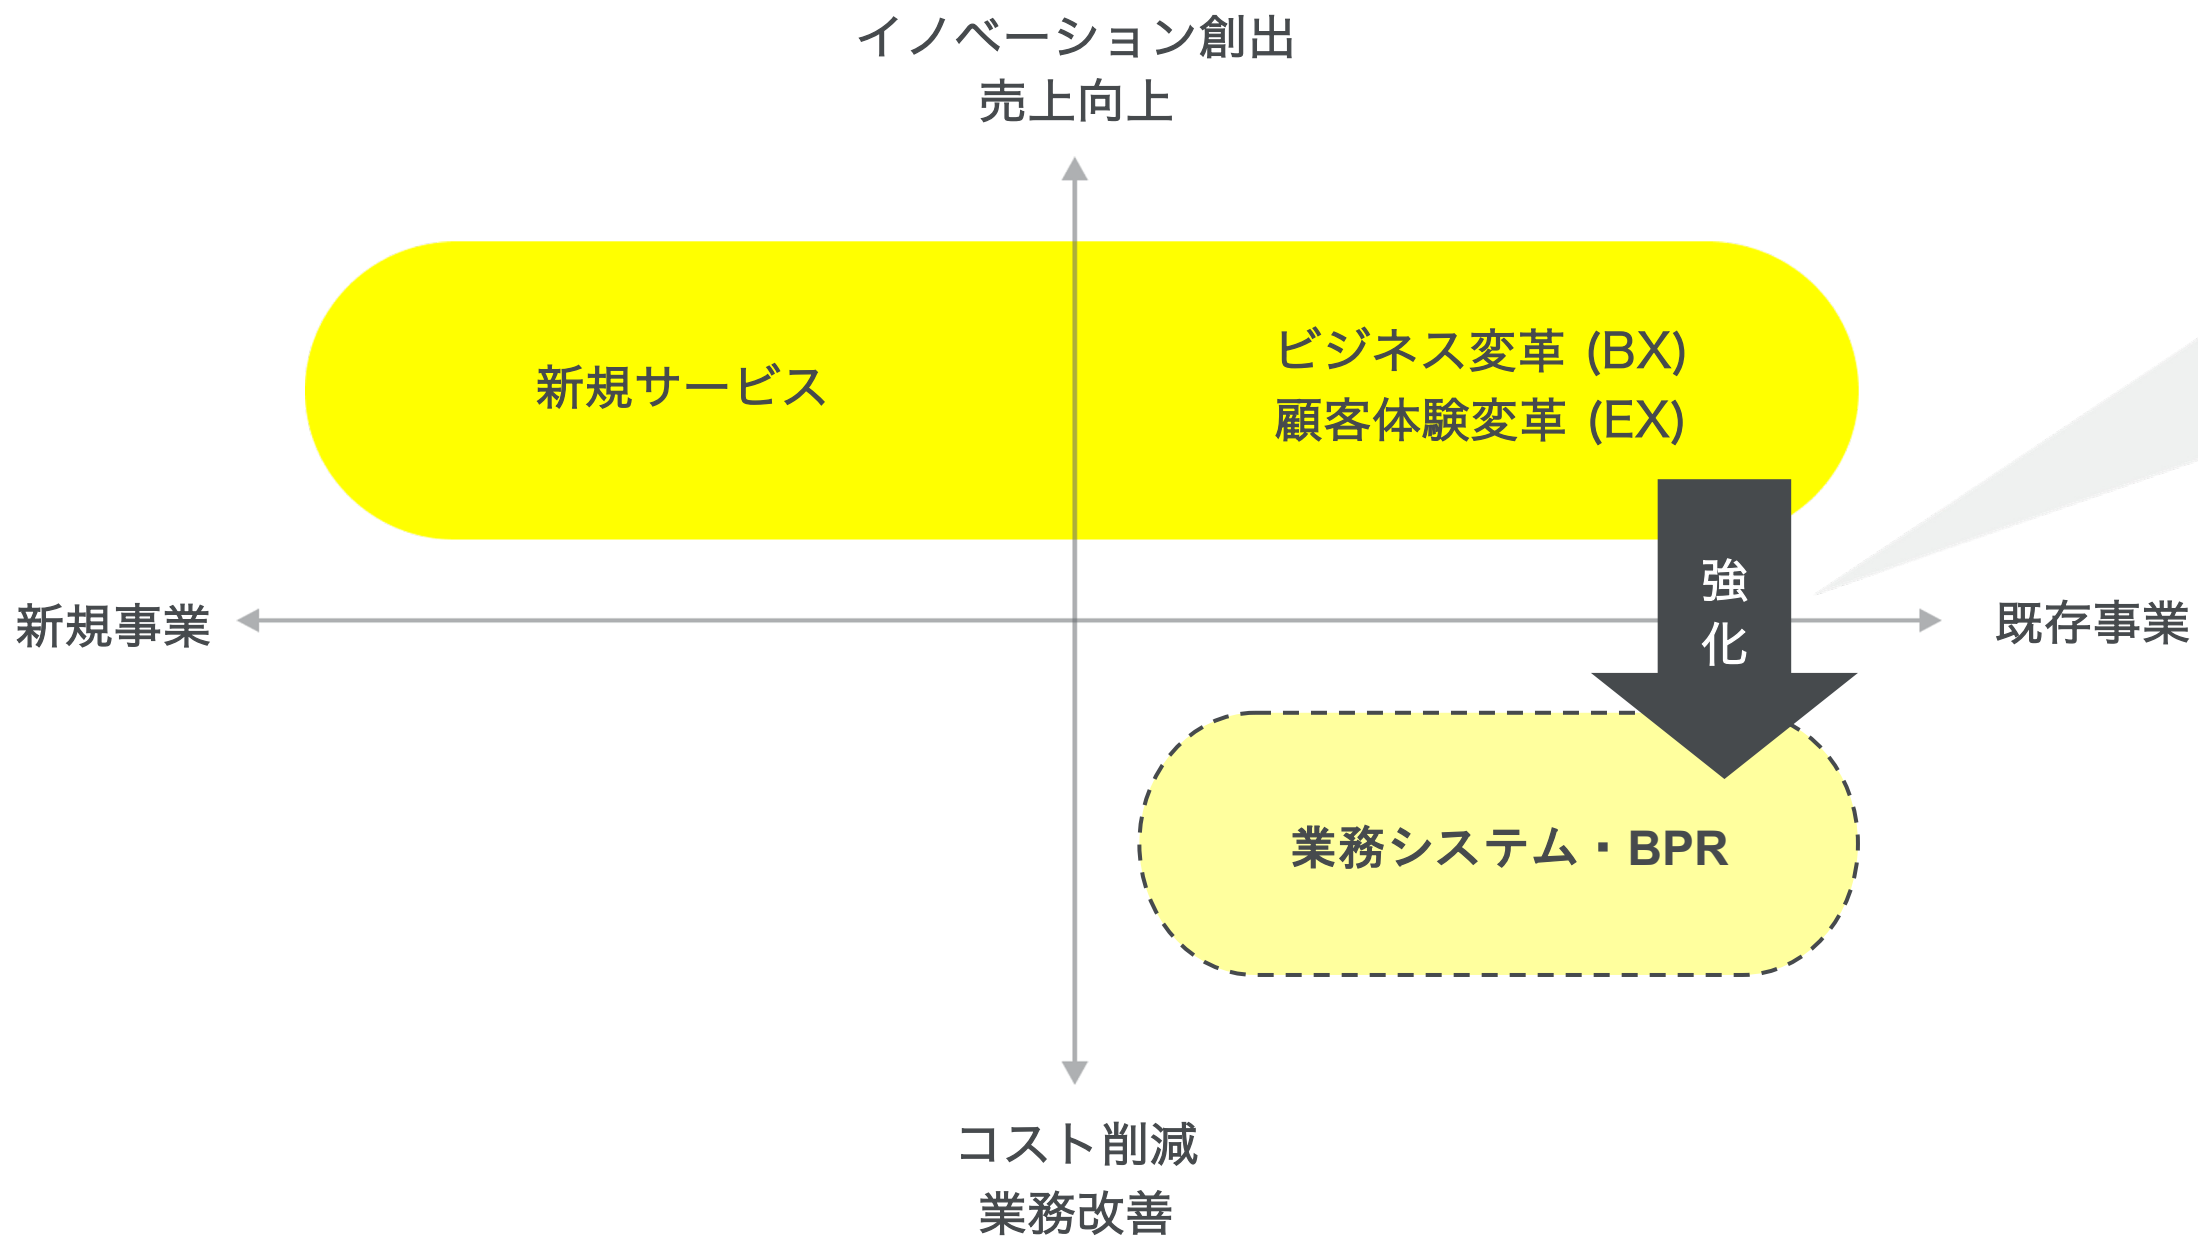 イノベーション創出
売上向上
新規サービス
ビジネス変革 (BX)
顧客体験変革 (EX)
強
化
新規事業
既存事業
業務システム・BPR
コスト削減
業務改善